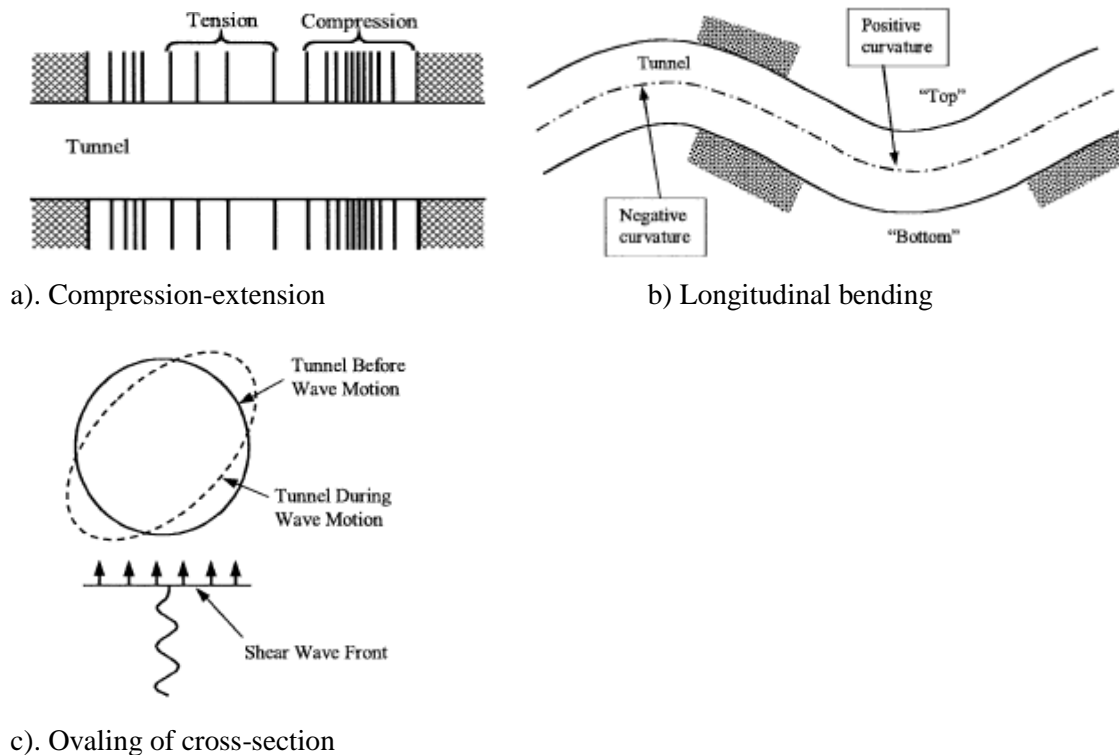 Tension
Compression
Tunnel
a). Compression-extension
Positive
curvature
Tunnel
“Top”
Negative
curvature
“Bottom”
b) Longitudinal bending
Tunnel Before
Wave Motion
Tunnel During
Wave Motion
Shear Wave Front
c). Ovaling of cross-section